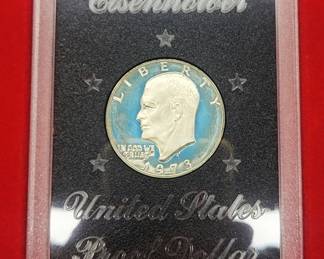 Eisenhower
LIBERTY
IN GOD WE
TRUST
1973
United States
Proof Dollar